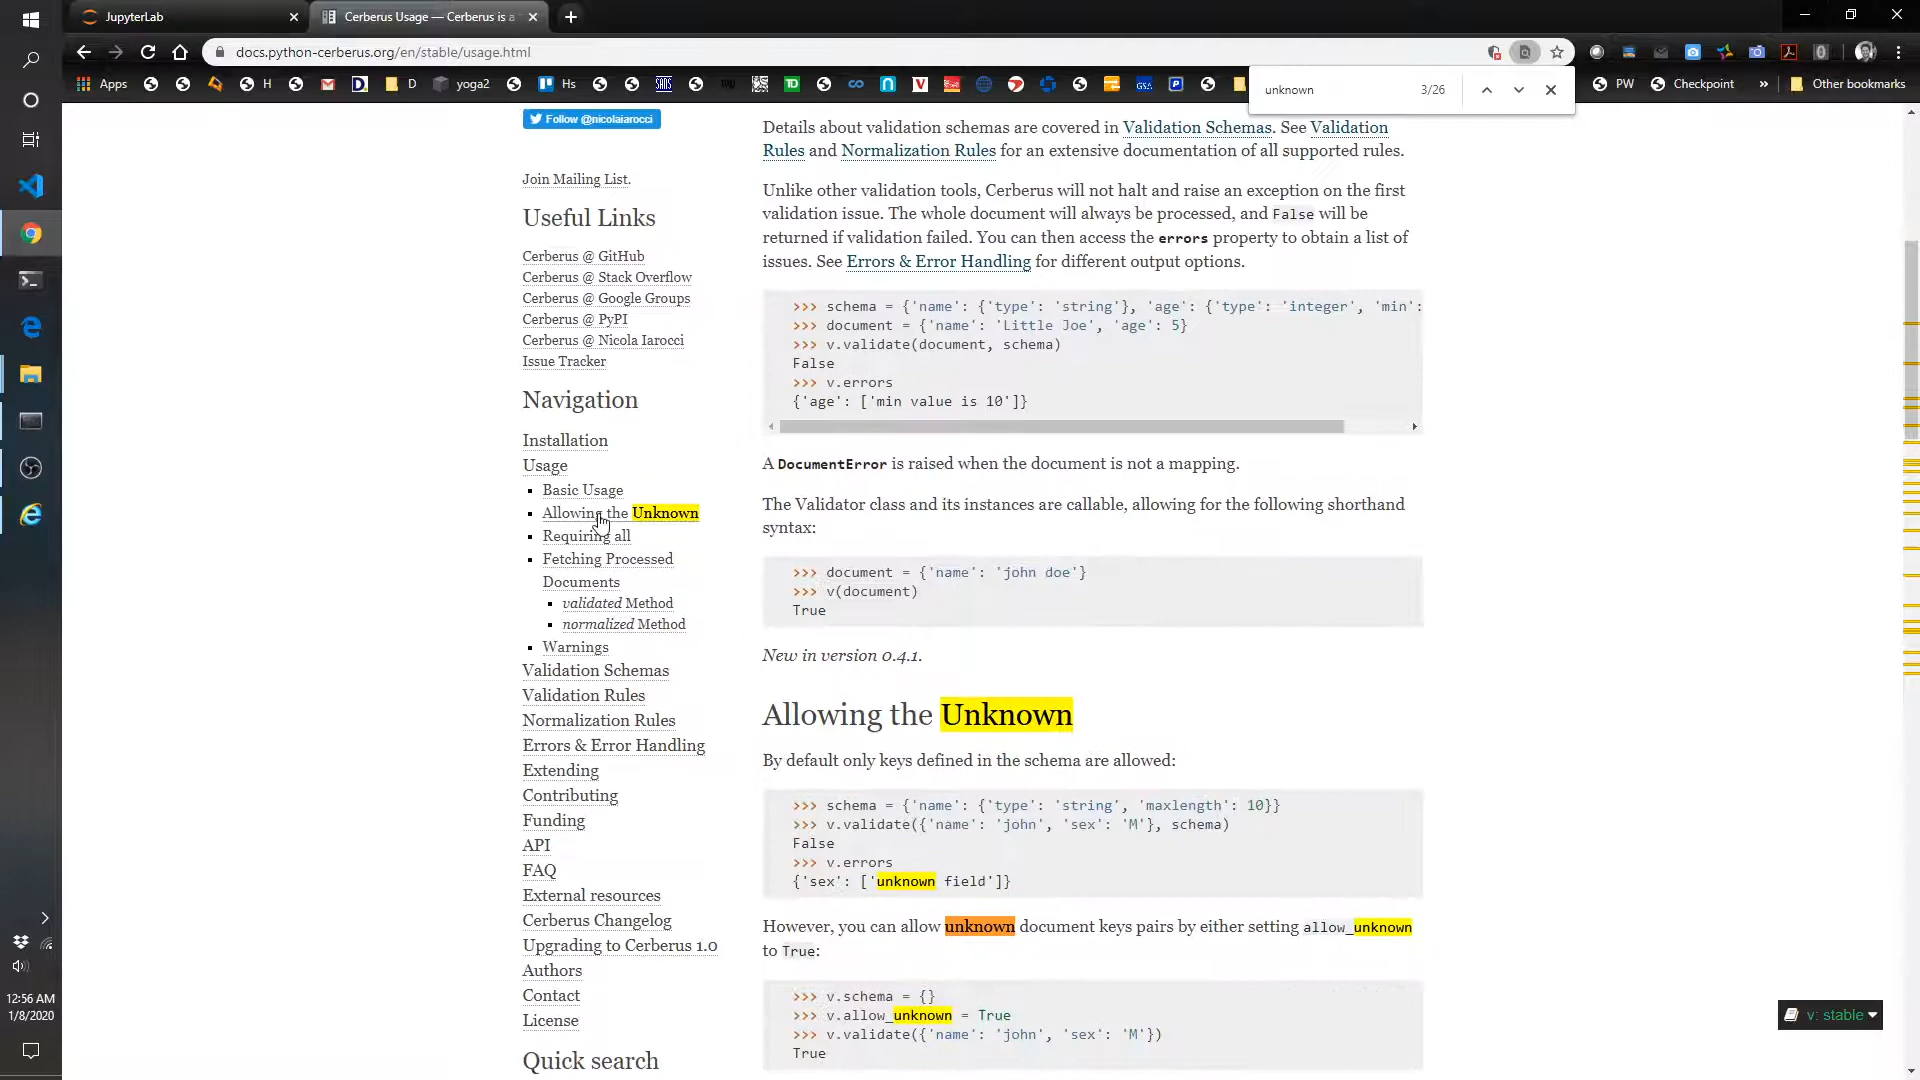 JupyterLab
Cerberus Usage — Cerberus is a
docs.python-cerberus.org/en/stable/usage.html
Apps
H
D
yoga2
Hs
PW
Checkpoint
Other bookmarks
unknown 3/26
Follow @nicolaiarocci
Join Mailing List.
Useful Links
Cerberus @ GitHub
Cerberus @ Stack Overflow
Cerberus @ Google Groups
Cerberus @ PyPI
Cerberus @ Nicola Iarocci
Issue Tracker
Navigation
Installation
Usage
Basic Usage
Allowing the Unknown
Requiring all
Fetching Processed
Documents
validated Method
normalized Method
Warnings
Validation Schemas
Validation Rules
Normalization Rules
Errors & Error Handling
Extending
Contributing
Funding
API
FAQ
External resources
Cerberus Changelog
Upgrading to Cerberus 1.0
Authors
Contact
License
Quick search
Details about validation schemas are covered in Validation Schemas. See Validation
Rules and Normalization Rules for an extensive documentation of all supported rules.
Unlike other validation tools, Cerberus will not halt and raise an exception on the first
validation issue. The whole document will always be processed, and False will be
returned if validation failed. You can then access the errors property to obtain a list of
issues. See Errors & Error Handling for different output options.
>>> schema = {'name': {'type': 'string'}, 'age': {'type': 'integer', 'min':
>>> document = {'name': 'Little Joe', 'age': 5}
>>> v.validate(document, schema)
False
>>> v.errors
{'age': ['min value is 10']}
A DocumentError is raised when the document is not a mapping.
The Validator class and its instances are callable, allowing for the following shorthand
syntax:
>>> document = {'name': 'john doe'}
>>> v(document)
True
New in version 0.4.1.
Allowing the Unknown
By default only keys defined in the schema are allowed:
>>> schema = {'name': {'type': 'string', 'maxlength': 10}}
>>> v.validate({'name': 'john', 'sex': 'M'}, schema)
False
>>> v.errors
{'sex': ['unknown field']}
However, you can allow unknown document keys pairs by either setting allow_unknown
to True:
>>> v.schema = {}
>>> v.allow_unknown = True
>>> v.validate({'name': 'john', 'sex': 'M'})
True
v: stable
12:56 AM
1/8/2020